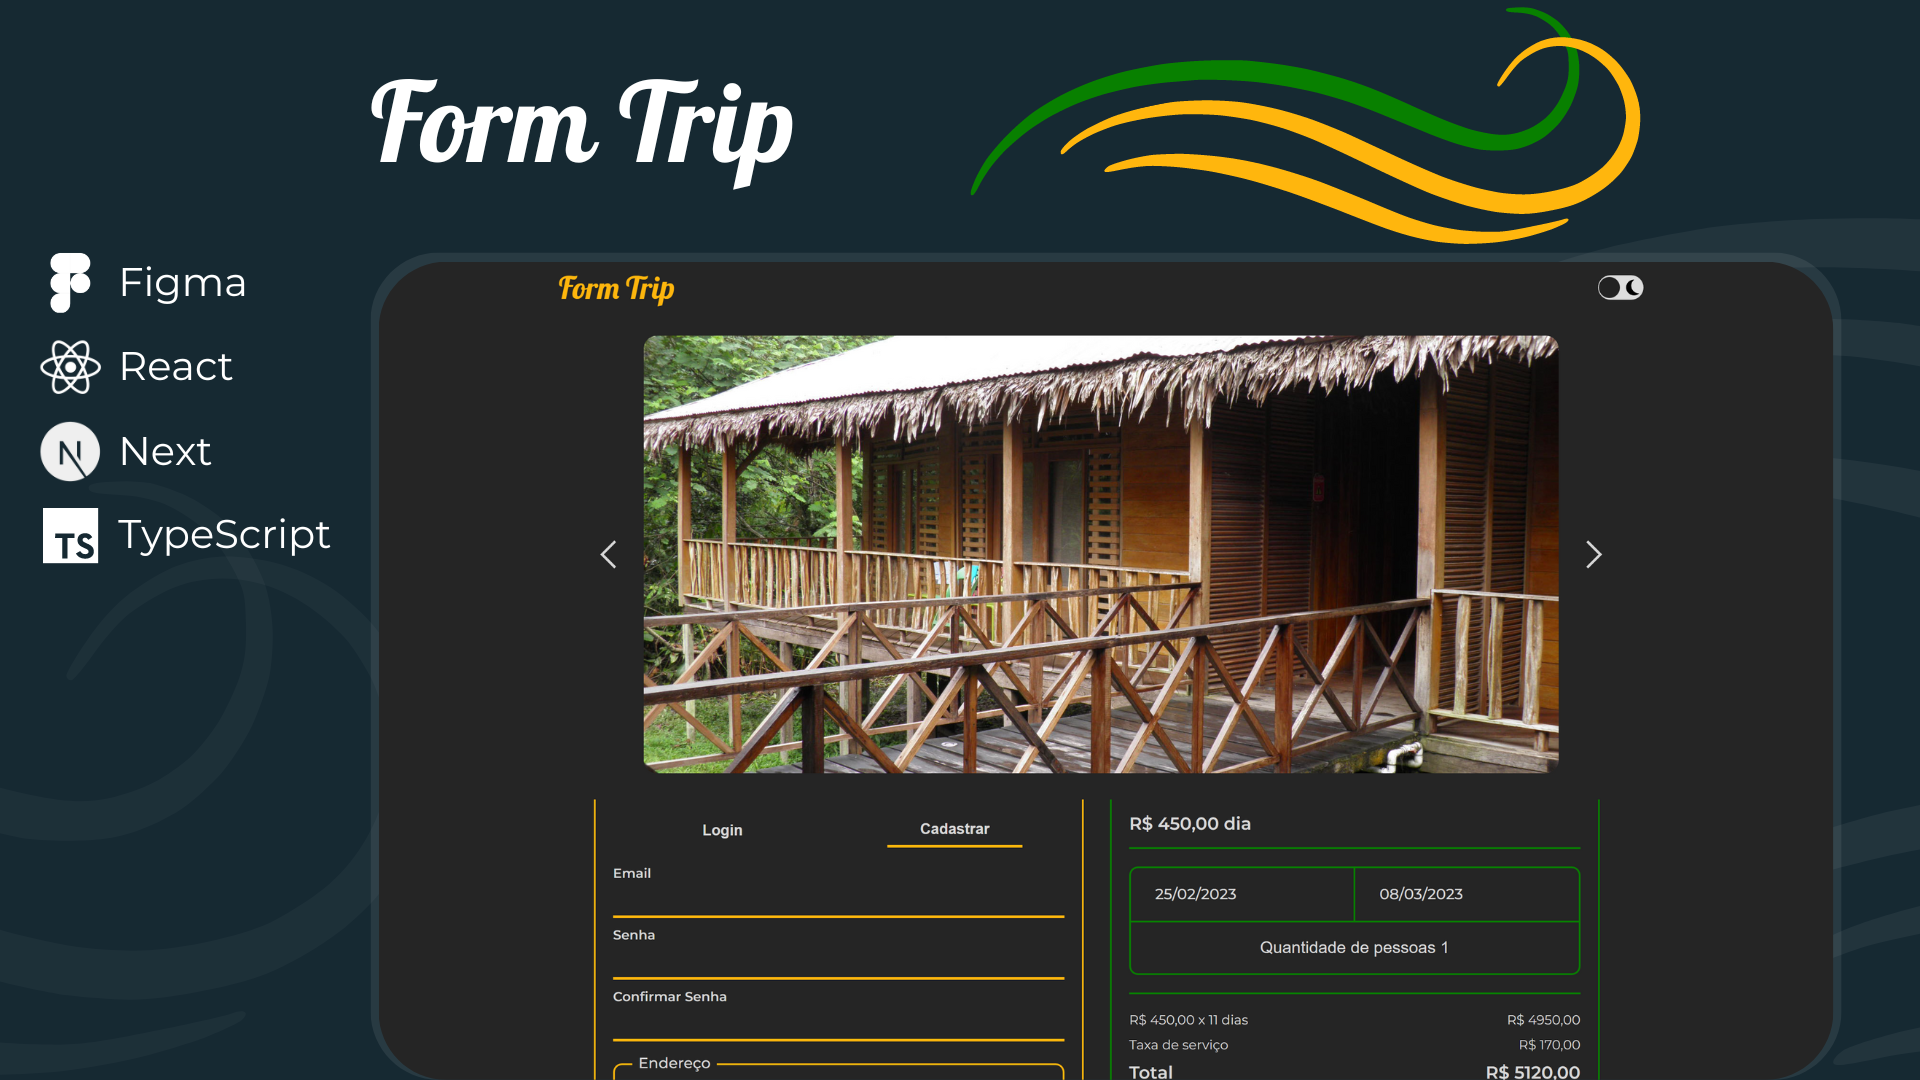 Form Trip
Figma
React
N Next
TS TypeScript
Form Trip
Login Cadastrar
Email
Senha
Confirmar Senha
Endereço
R$ 450,00 dia
25/02/2023 08/03/2023
Quantidade de pessoas 1
R$ 450,00 x 11 dias R$ 4950,00
Taxa de serviço R$ 170,00
Total R$ 5120,00